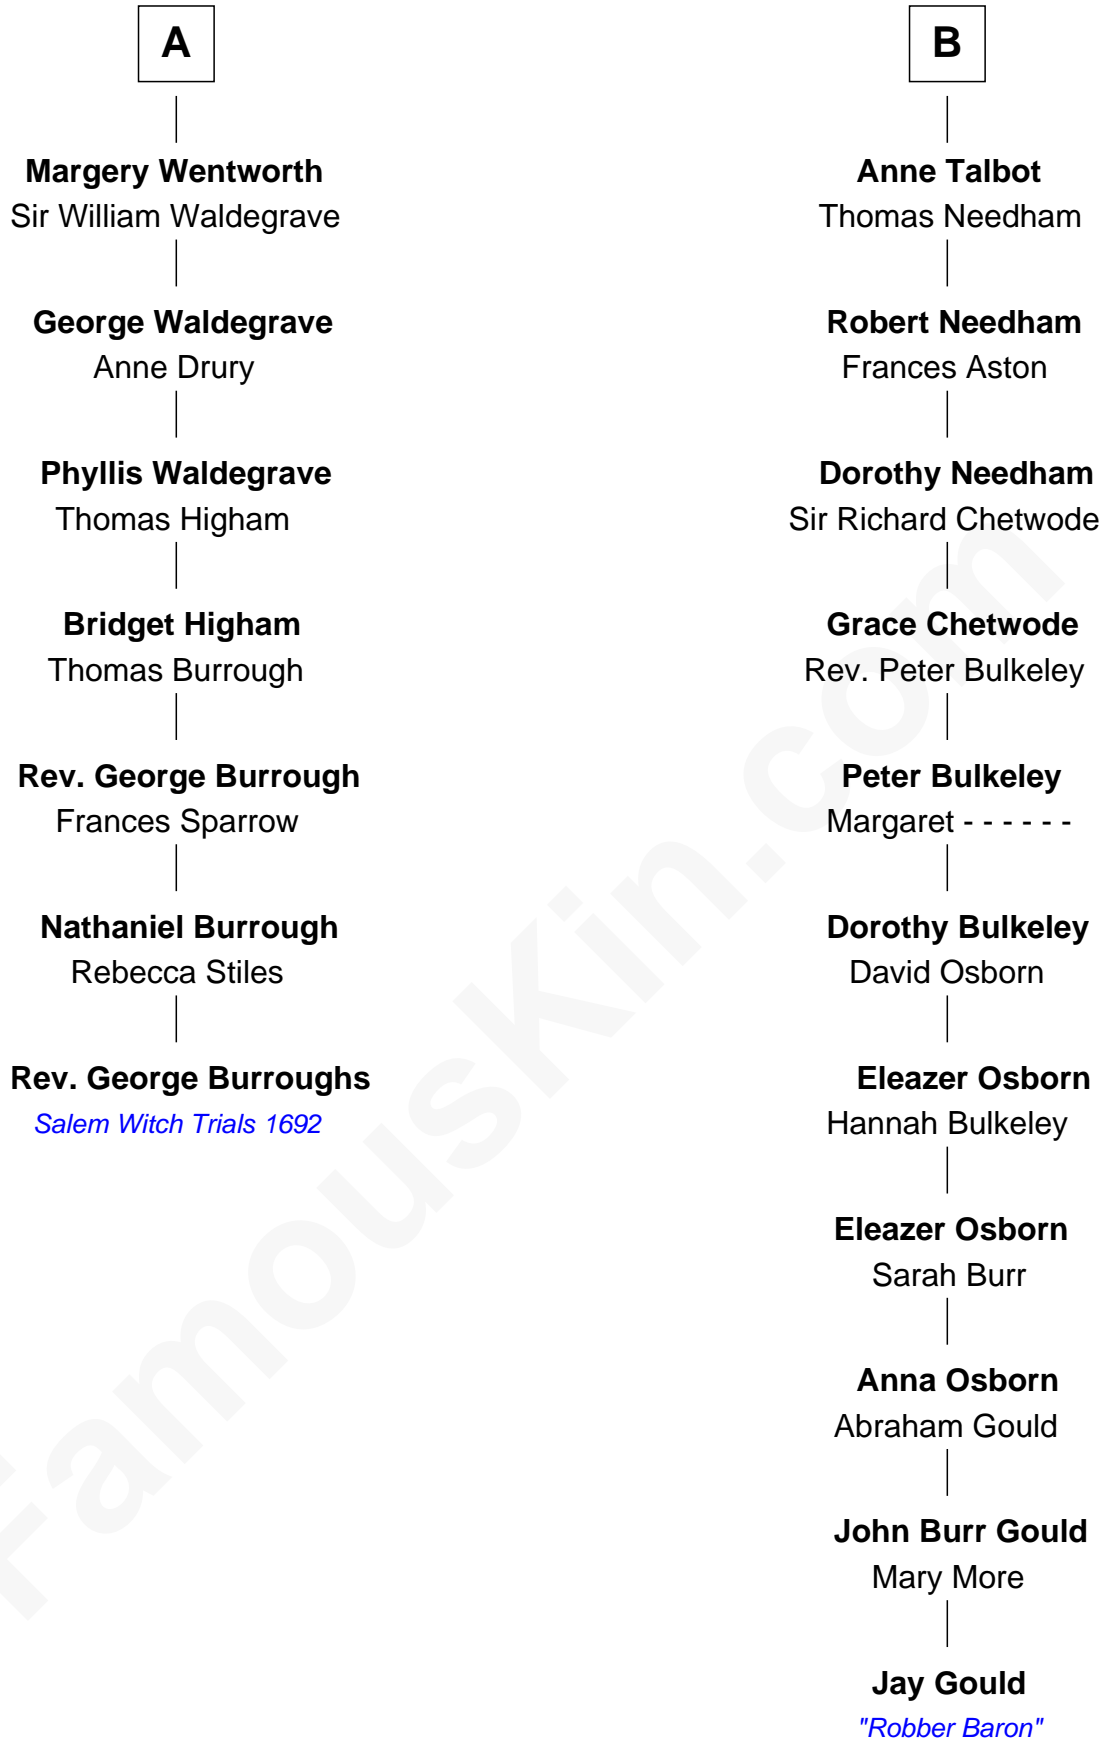 A
Margery Wentworth
Sir William Waldegrave
George Waldegrave
Anne Drury
Phyllis Waldegrave
Thomas Higham
Bridget Higham
Thomas Burrough
Rev. George Burrough
Frances Sparrow
Nathaniel Burrough
Rebecca Stiles
Rev. George Burroughs
Salem Witch Trials 1692
B
Anne Talbot
Thomas Needham
Robert Needham
Frances Aston
Dorothy Needham
Sir Richard Chetwode
Grace Chetwode
Rev. Peter Bulkeley
Peter Bulkeley
Margaret - - - - - -
Dorothy Bulkeley
David Osborn
Eleazer Osborn
Hannah Bulkeley
Eleazer Osborn
Sarah Burr
Anna Osborn
Abraham Gould
John Burr Gould
Mary More
Jay Gould
"Robber Baron"
FamousKin.com